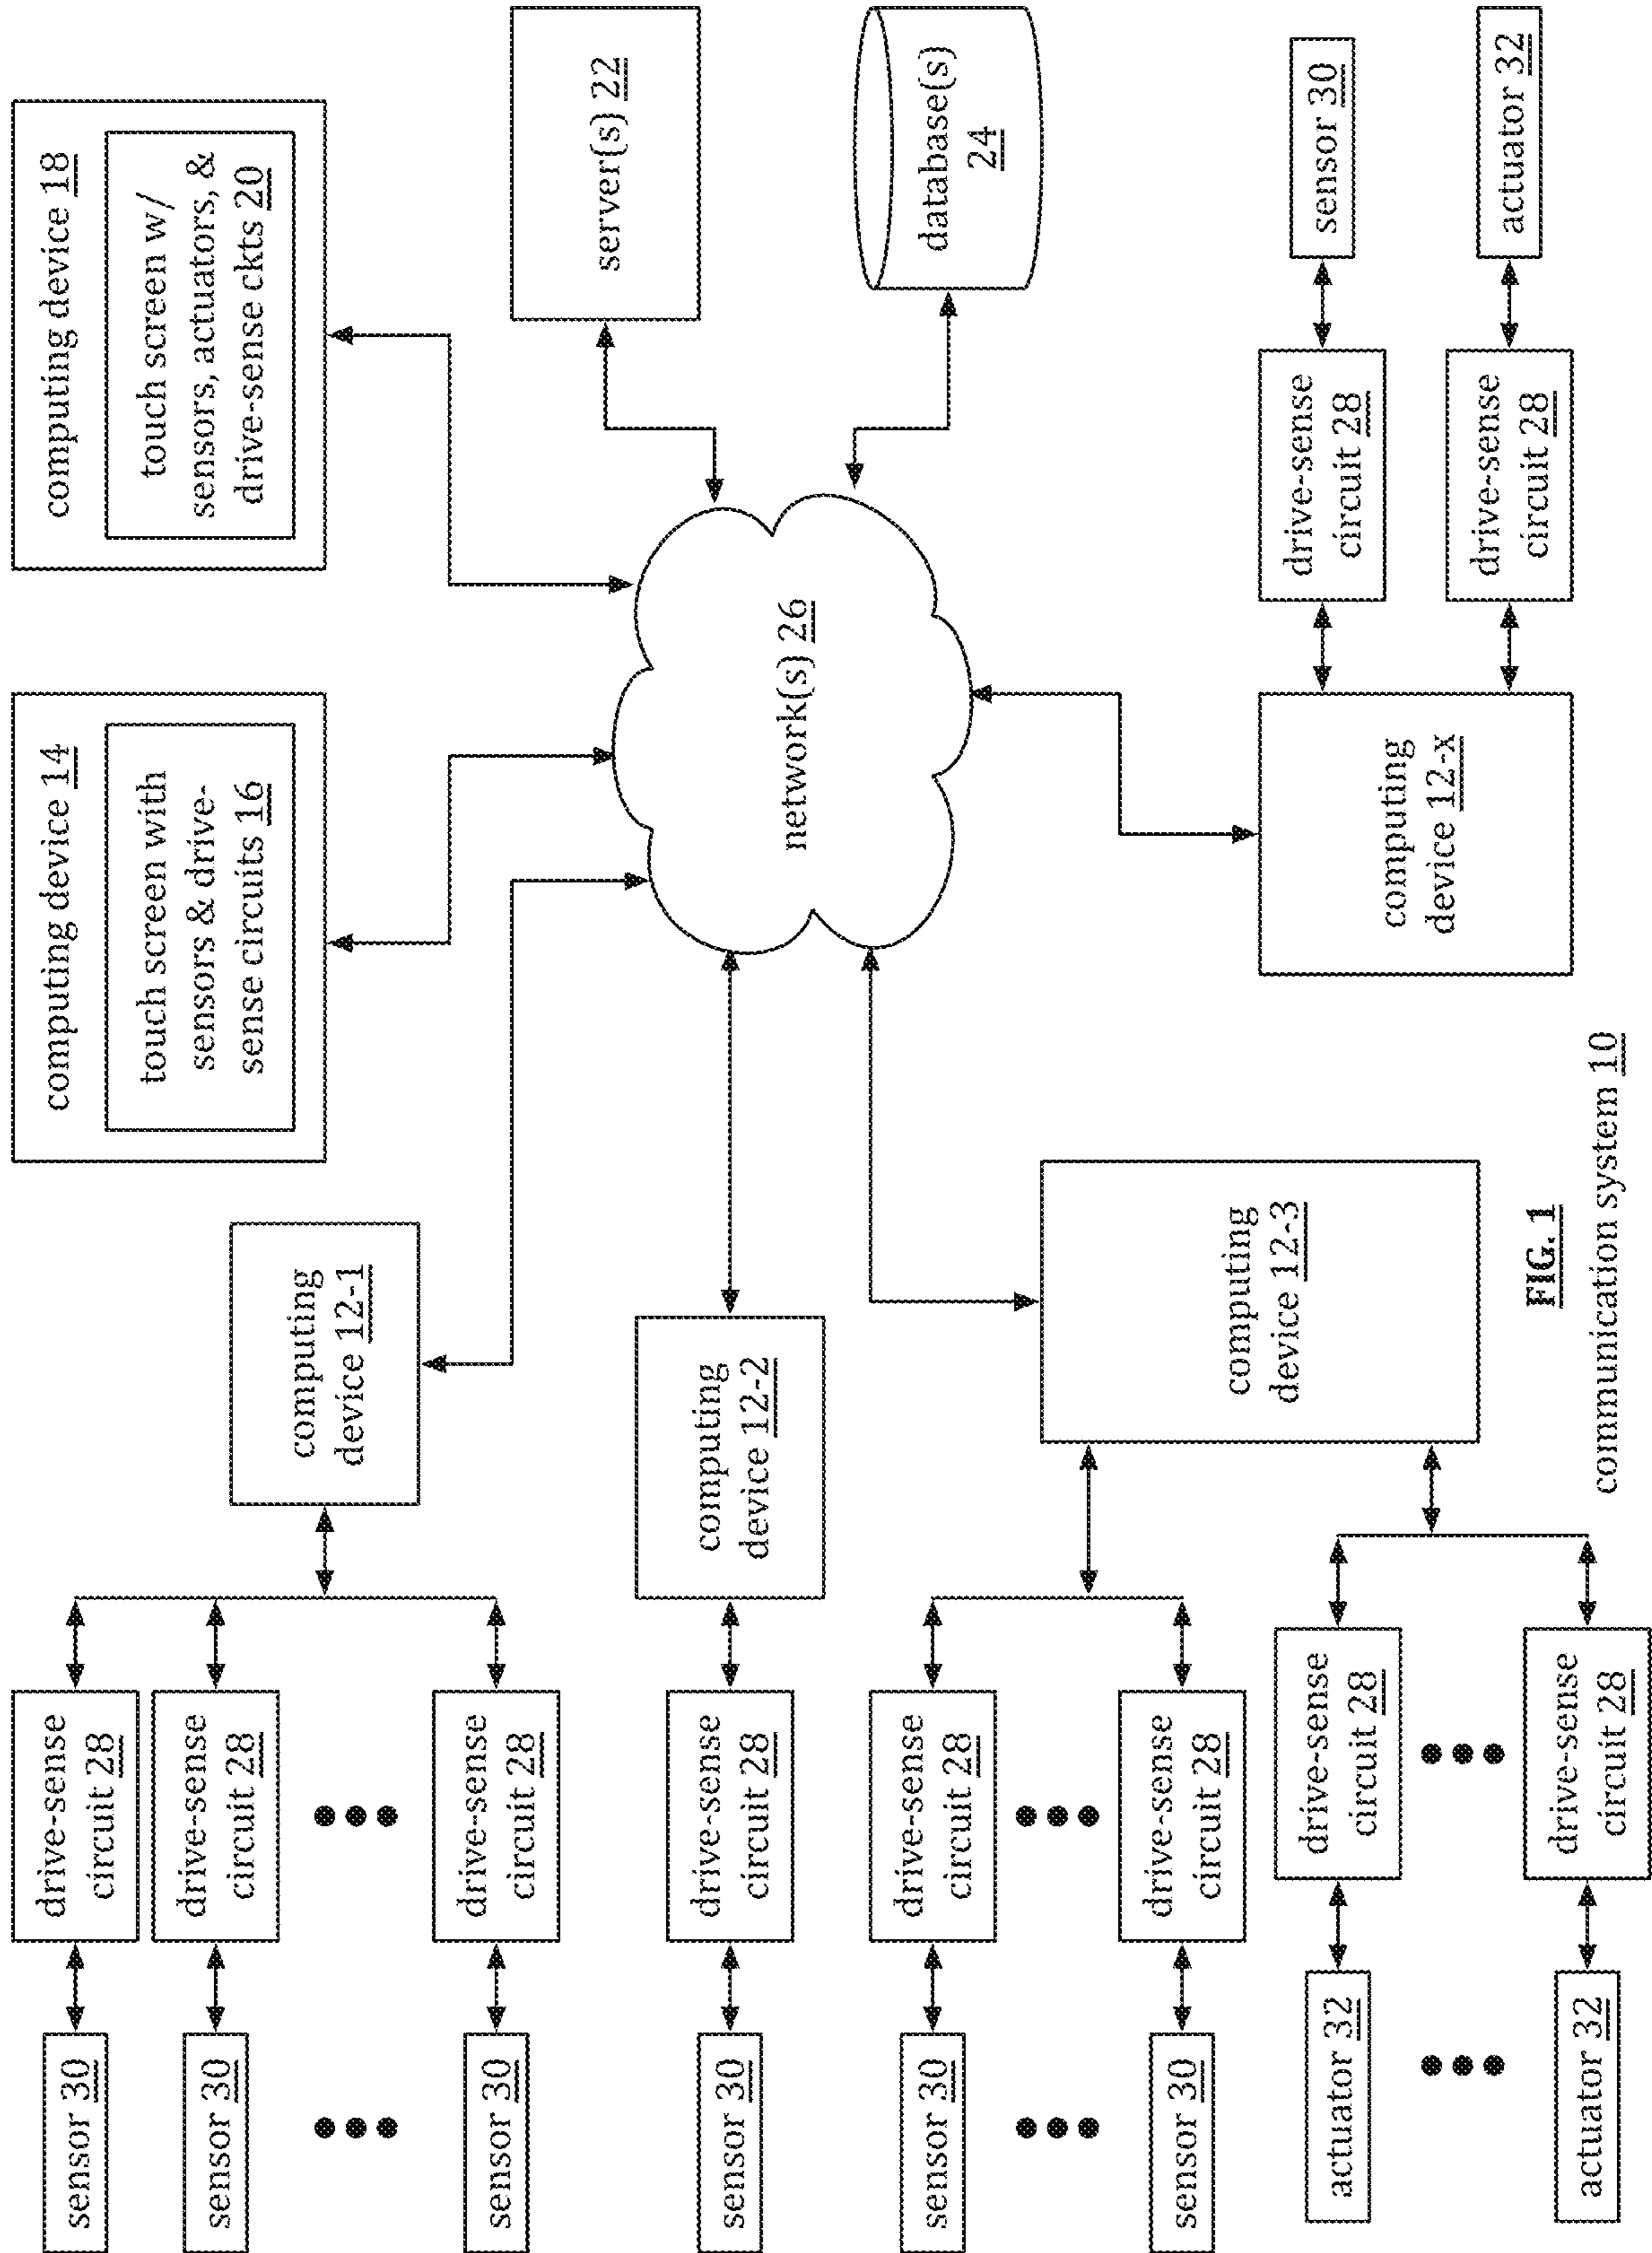 computing device 14
touch screen with
sensors & drive-
sense circuits 16
computing device 18
touch screen w/
sensors, actuators, &
drive-sense ckts 20
sensor 30
drive-sense
circuit 28
sensor 30
drive-sense
circuit 28
sensor 30
drive-sense
circuit 28
computing
device 12-1
server(s) 22
sensor 30
drive-sense
circuit 28
computing
device 12-2
network(s) 26
database(s)
24
sensor 30
drive-sense
circuit 28
sensor 30
drive-sense
circuit 28
computing
device 12-3
actuator 32
drive-sense
circuit 28
actuator 32
drive-sense
circuit 28
computing
device 12-x
drive-sense
circuit 28
sensor 30
drive-sense
circuit 28
actuator 32
FIG. 1
communication system 10